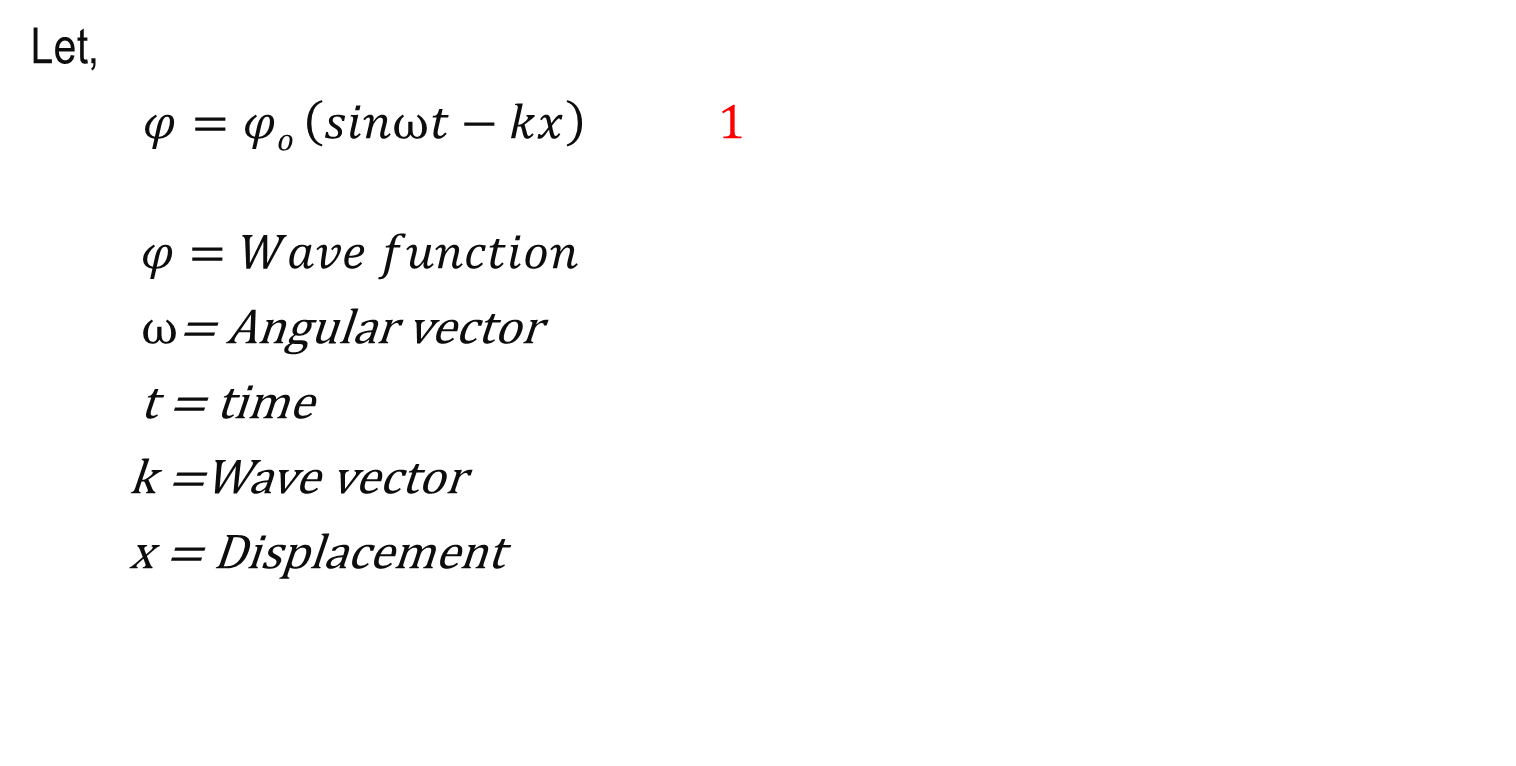 Let,
φ = φₒ (sinωt − kx) 1
φ = Wave function
ω= Angular vector
t = time
k =Wave vector
x = Displacement